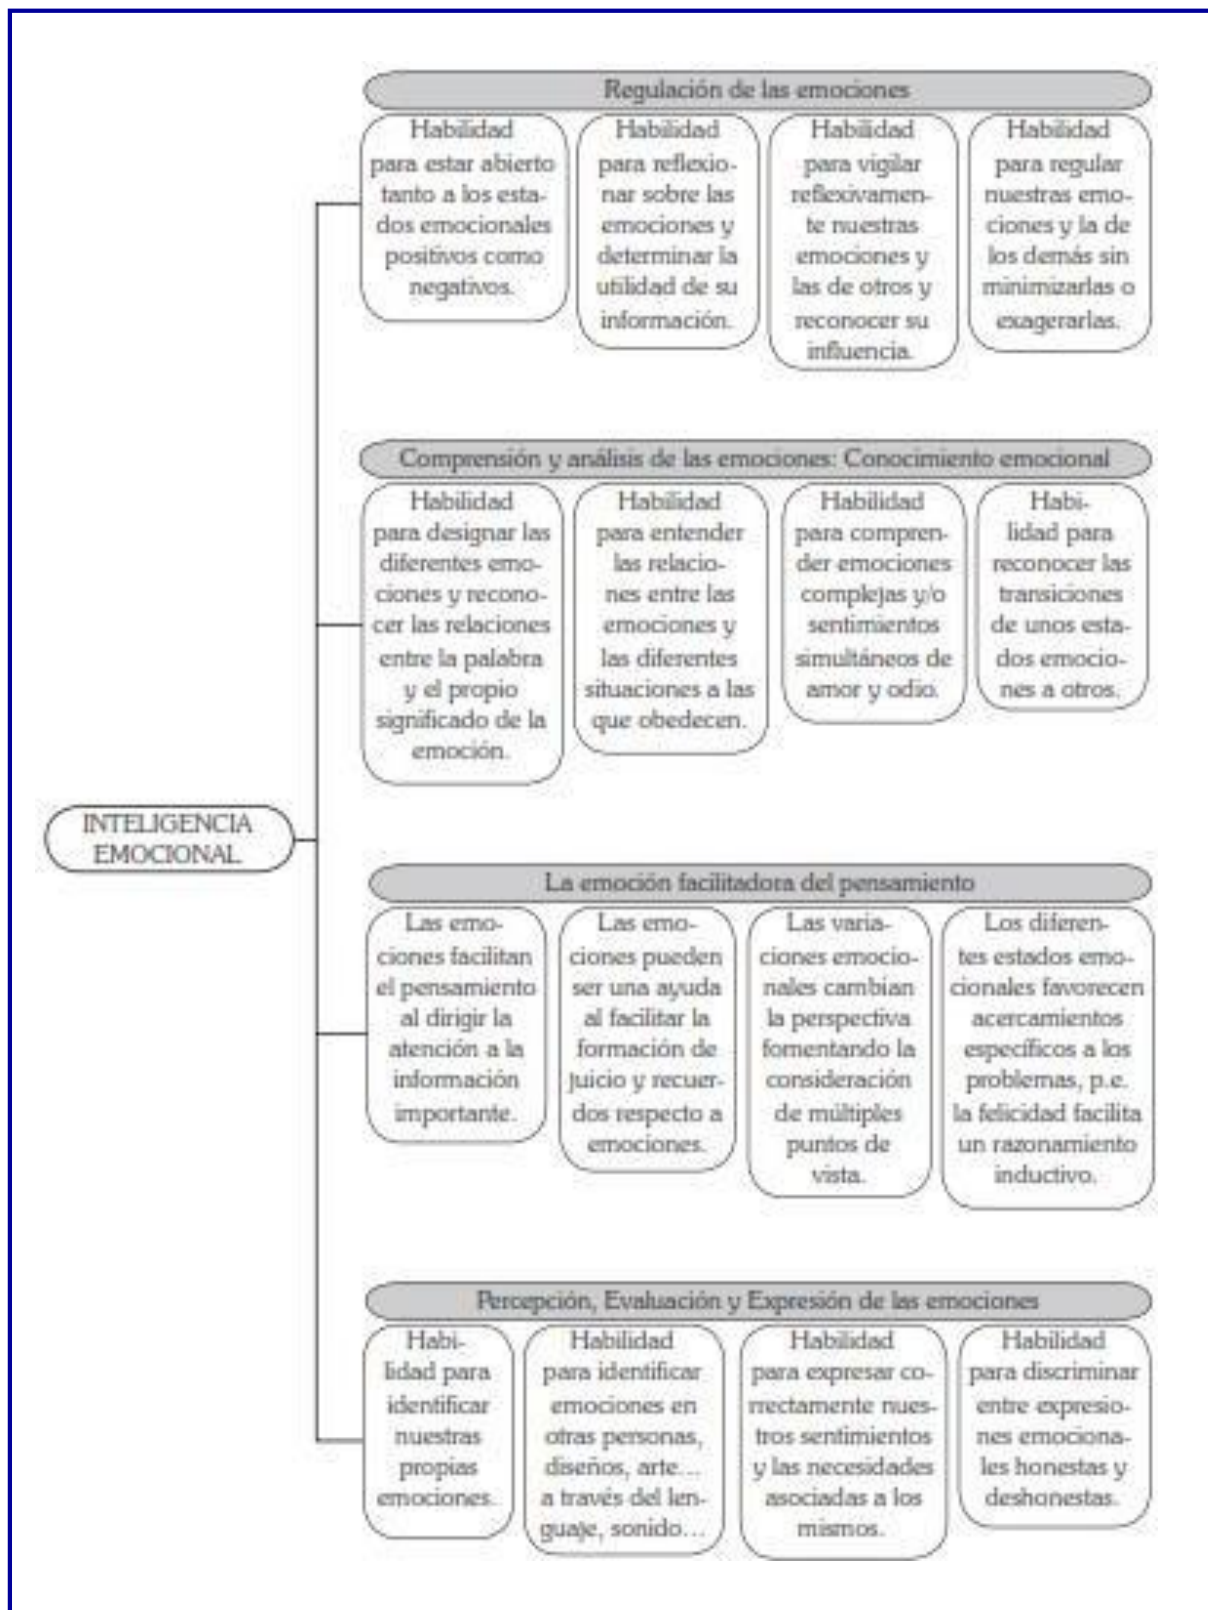 Regulación de las emociones
Habilidad
para estar abierto
tanto a los esta-
dos emocionales
positivos como
negativos.
Habilidad
para reflexio-
nar sobre las
emociones y
determinar la
utilidad de su
información.
Habilidad
para vigilar
reflexivamen-
te nuestras
emociones y
las de otros y
reconocer su
influencia.
Habilidad
para regular
nuestras emo-
ciones y la de
los demás sin
minimizarlas o
exagerarlas.
Comprensión y análisis de las emociones: Conocimiento emocional
Habilidad
para designar las
diferentes emo-
ciones y recono-
cer las relaciones
entre la palabra
y el propio
significado de la
emoción.
Habilidad
para entender
las relacio-
nes entre las
emociones y
las diferentes
situaciones a las
que obedecen.
Habilidad
para compren-
der emociones
complejas y/o
sentimientos
simultáneos de
amor y odio.
Habi-
lidad para
reconocer las
transiciones
de unos esta-
dos emocio-
nes a otros.
INTELIGENCIA
EMOCIONAL
La emoción facilitadora del pensamiento
Las emo-
ciones facilitan
el pensamiento
al dirigir la
atención a la
información
importante.
Las emo-
ciones pueden
ser una ayuda
al facilitar la
formación de
juicio y recuer-
dos respecto a
emociones.
Las varia-
ciones emocio-
nales cambian
la perspectiva
fomentando la
consideración
de múltiples
puntos de
vista.
Los diferen-
tes estados emo-
cionales favorecen
acercamientos
específicos a los
problemas, p.e.
la felicidad facilita
un razonamiento
inductivo.
Percepción, Evaluación y Expresión de las emociones
Habi-
lidad para
identificar
nuestras
propias
emociones.
Habilidad
para identificar
emociones en
otras personas,
diseños, arte...
a través del len-
guaje, sonido...
Habilidad
para expresar co-
rrectamente nues-
tros sentimientos
y las necesidades
asociadas a los
mismos.
Habilidad
para discriminar
entre expresio-
nes emociona-
les honestas y
deshonestas.